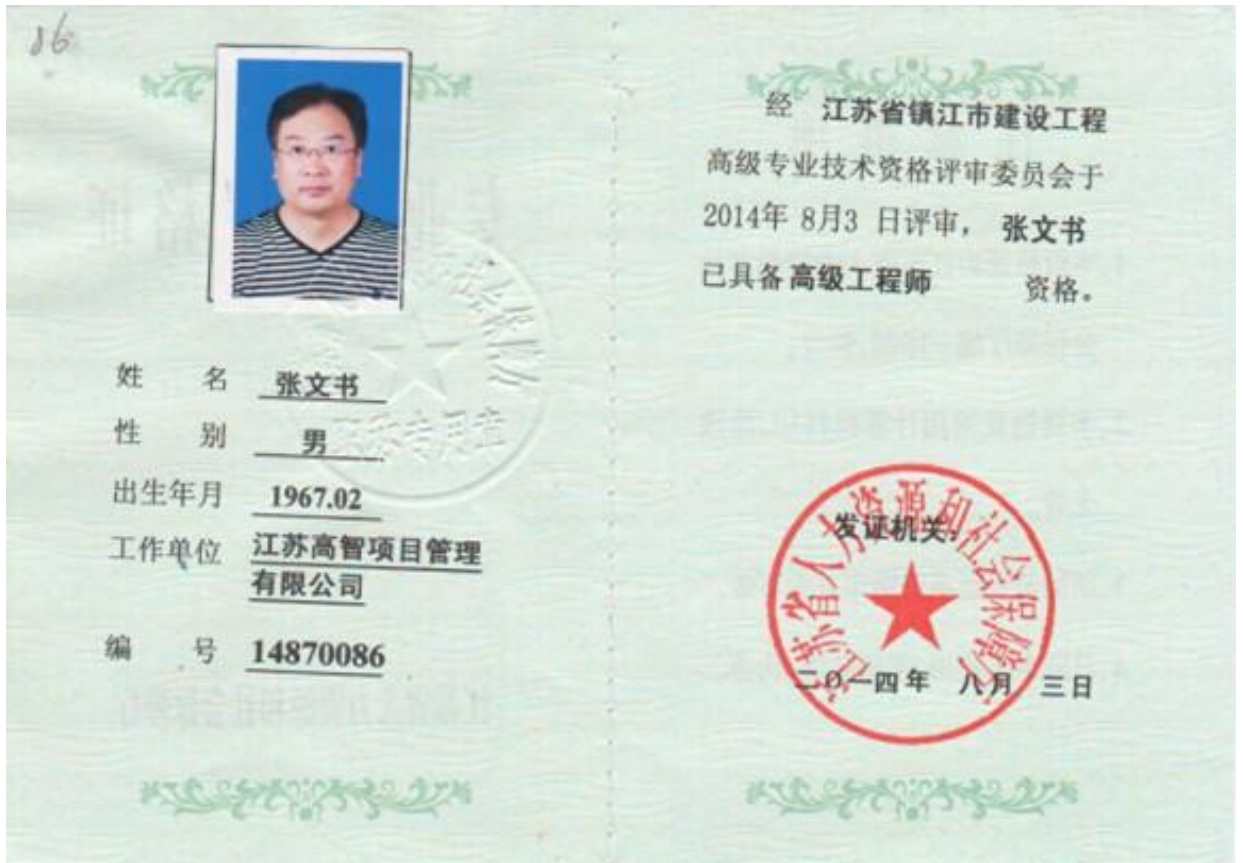 86
姓 名 张文书
性 别 男
出生年月 1967.02
工作单位 江苏高智项目管理
有限公司
编 号 14870086
经 江苏省镇江市建设工程
高级专业技术资格评审委员会于
2014年 8月3 日评审， 张文书
已具备 高级工程师 资格。
江苏省人力资源和社会保障厅
发证机关：
二〇一四年 八月 三日